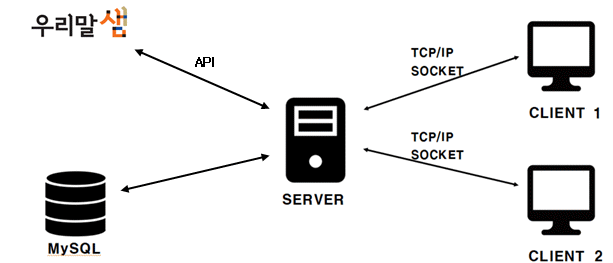 우리말샘
API
TCP/IP
SOCKET
CLIENT 1
SERVER
TCP/IP
SOCKET
MySQL
CLIENT 2